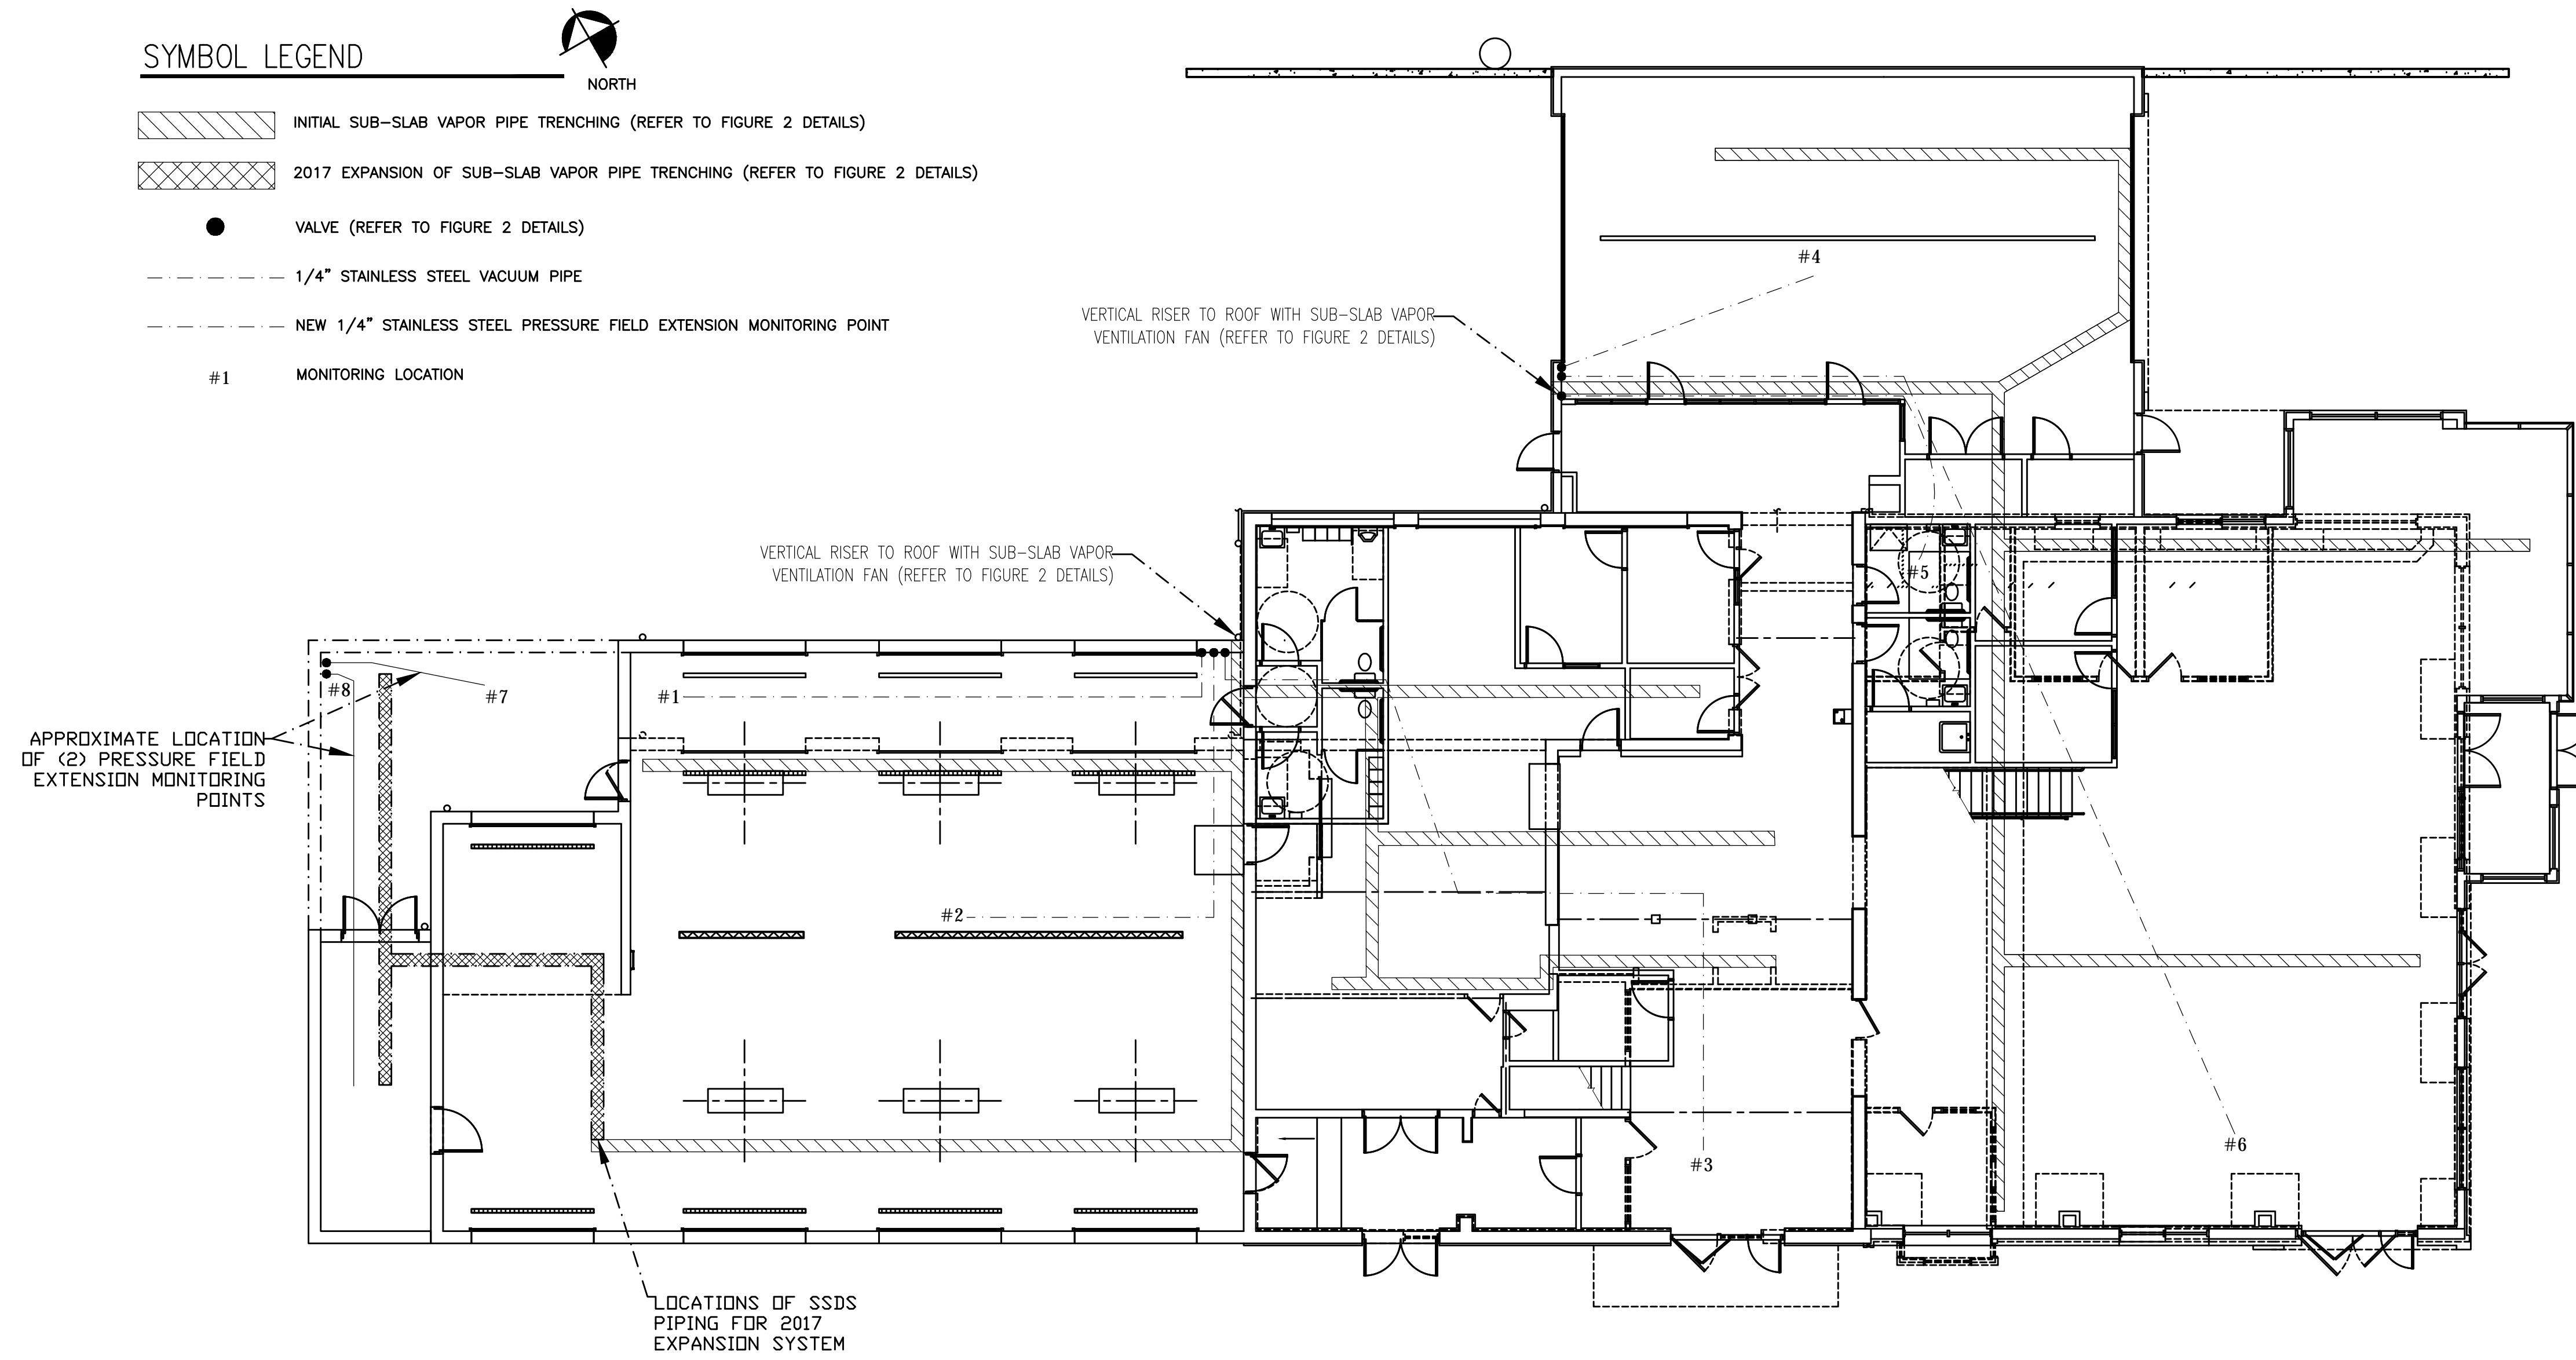 SYMBOL LEGEND
NORTH
INITIAL SUB-SLAB VAPOR PIPE TRENCHING (REFER TO FIGURE 2 DETAILS)
2017 EXPANSION OF SUB-SLAB VAPOR PIPE TRENCHING (REFER TO FIGURE 2 DETAILS)
VALVE (REFER TO FIGURE 2 DETAILS)
1/4" STAINLESS STEEL VACUUM PIPE
NEW 1/4" STAINLESS STEEL PRESSURE FIELD EXTENSION MONITORING POINT
#1 MONITORING LOCATION
#4
VERTICAL RISER TO ROOF WITH SUB-SLAB VAPOR
VENTILATION FAN (REFER TO FIGURE 2 DETAILS)
VERTICAL RISER TO ROOF WITH SUB-SLAB VAPOR
VENTILATION FAN (REFER TO FIGURE 2 DETAILS)
#5
#8
#7
#1
APPROXIMATE LOCATION
OF (2) PRESSURE FIELD
EXTENSION MONITORING
POINTS
#2
#3
#6
LOCATIONS OF SSDS
PIPING FOR 2017
EXPANSION SYSTEM